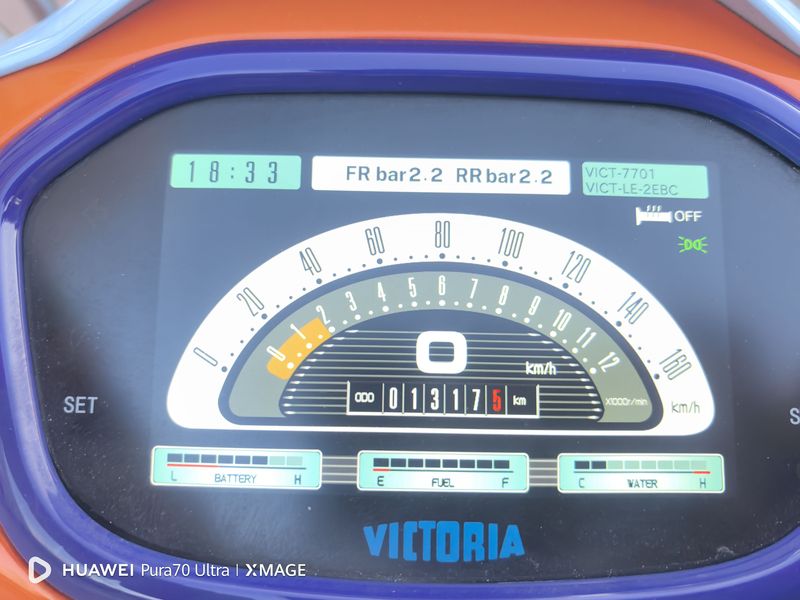 18:33
FR bar2.2 RR bar2.2
VICT-7701
VICT-LE-2EBC
OFF
0 20 40 60 80 100 120 140 160
0 1 2 3 4 5 6 7 8 9 10 11 12
0
km/h
ODO 013175 km
X1000r/min
km/h
SET
S
L BATTERY H
E FUEL F
C WATER H
VICTORIA
HUAWEI Pura70 Ultra | XMAGE